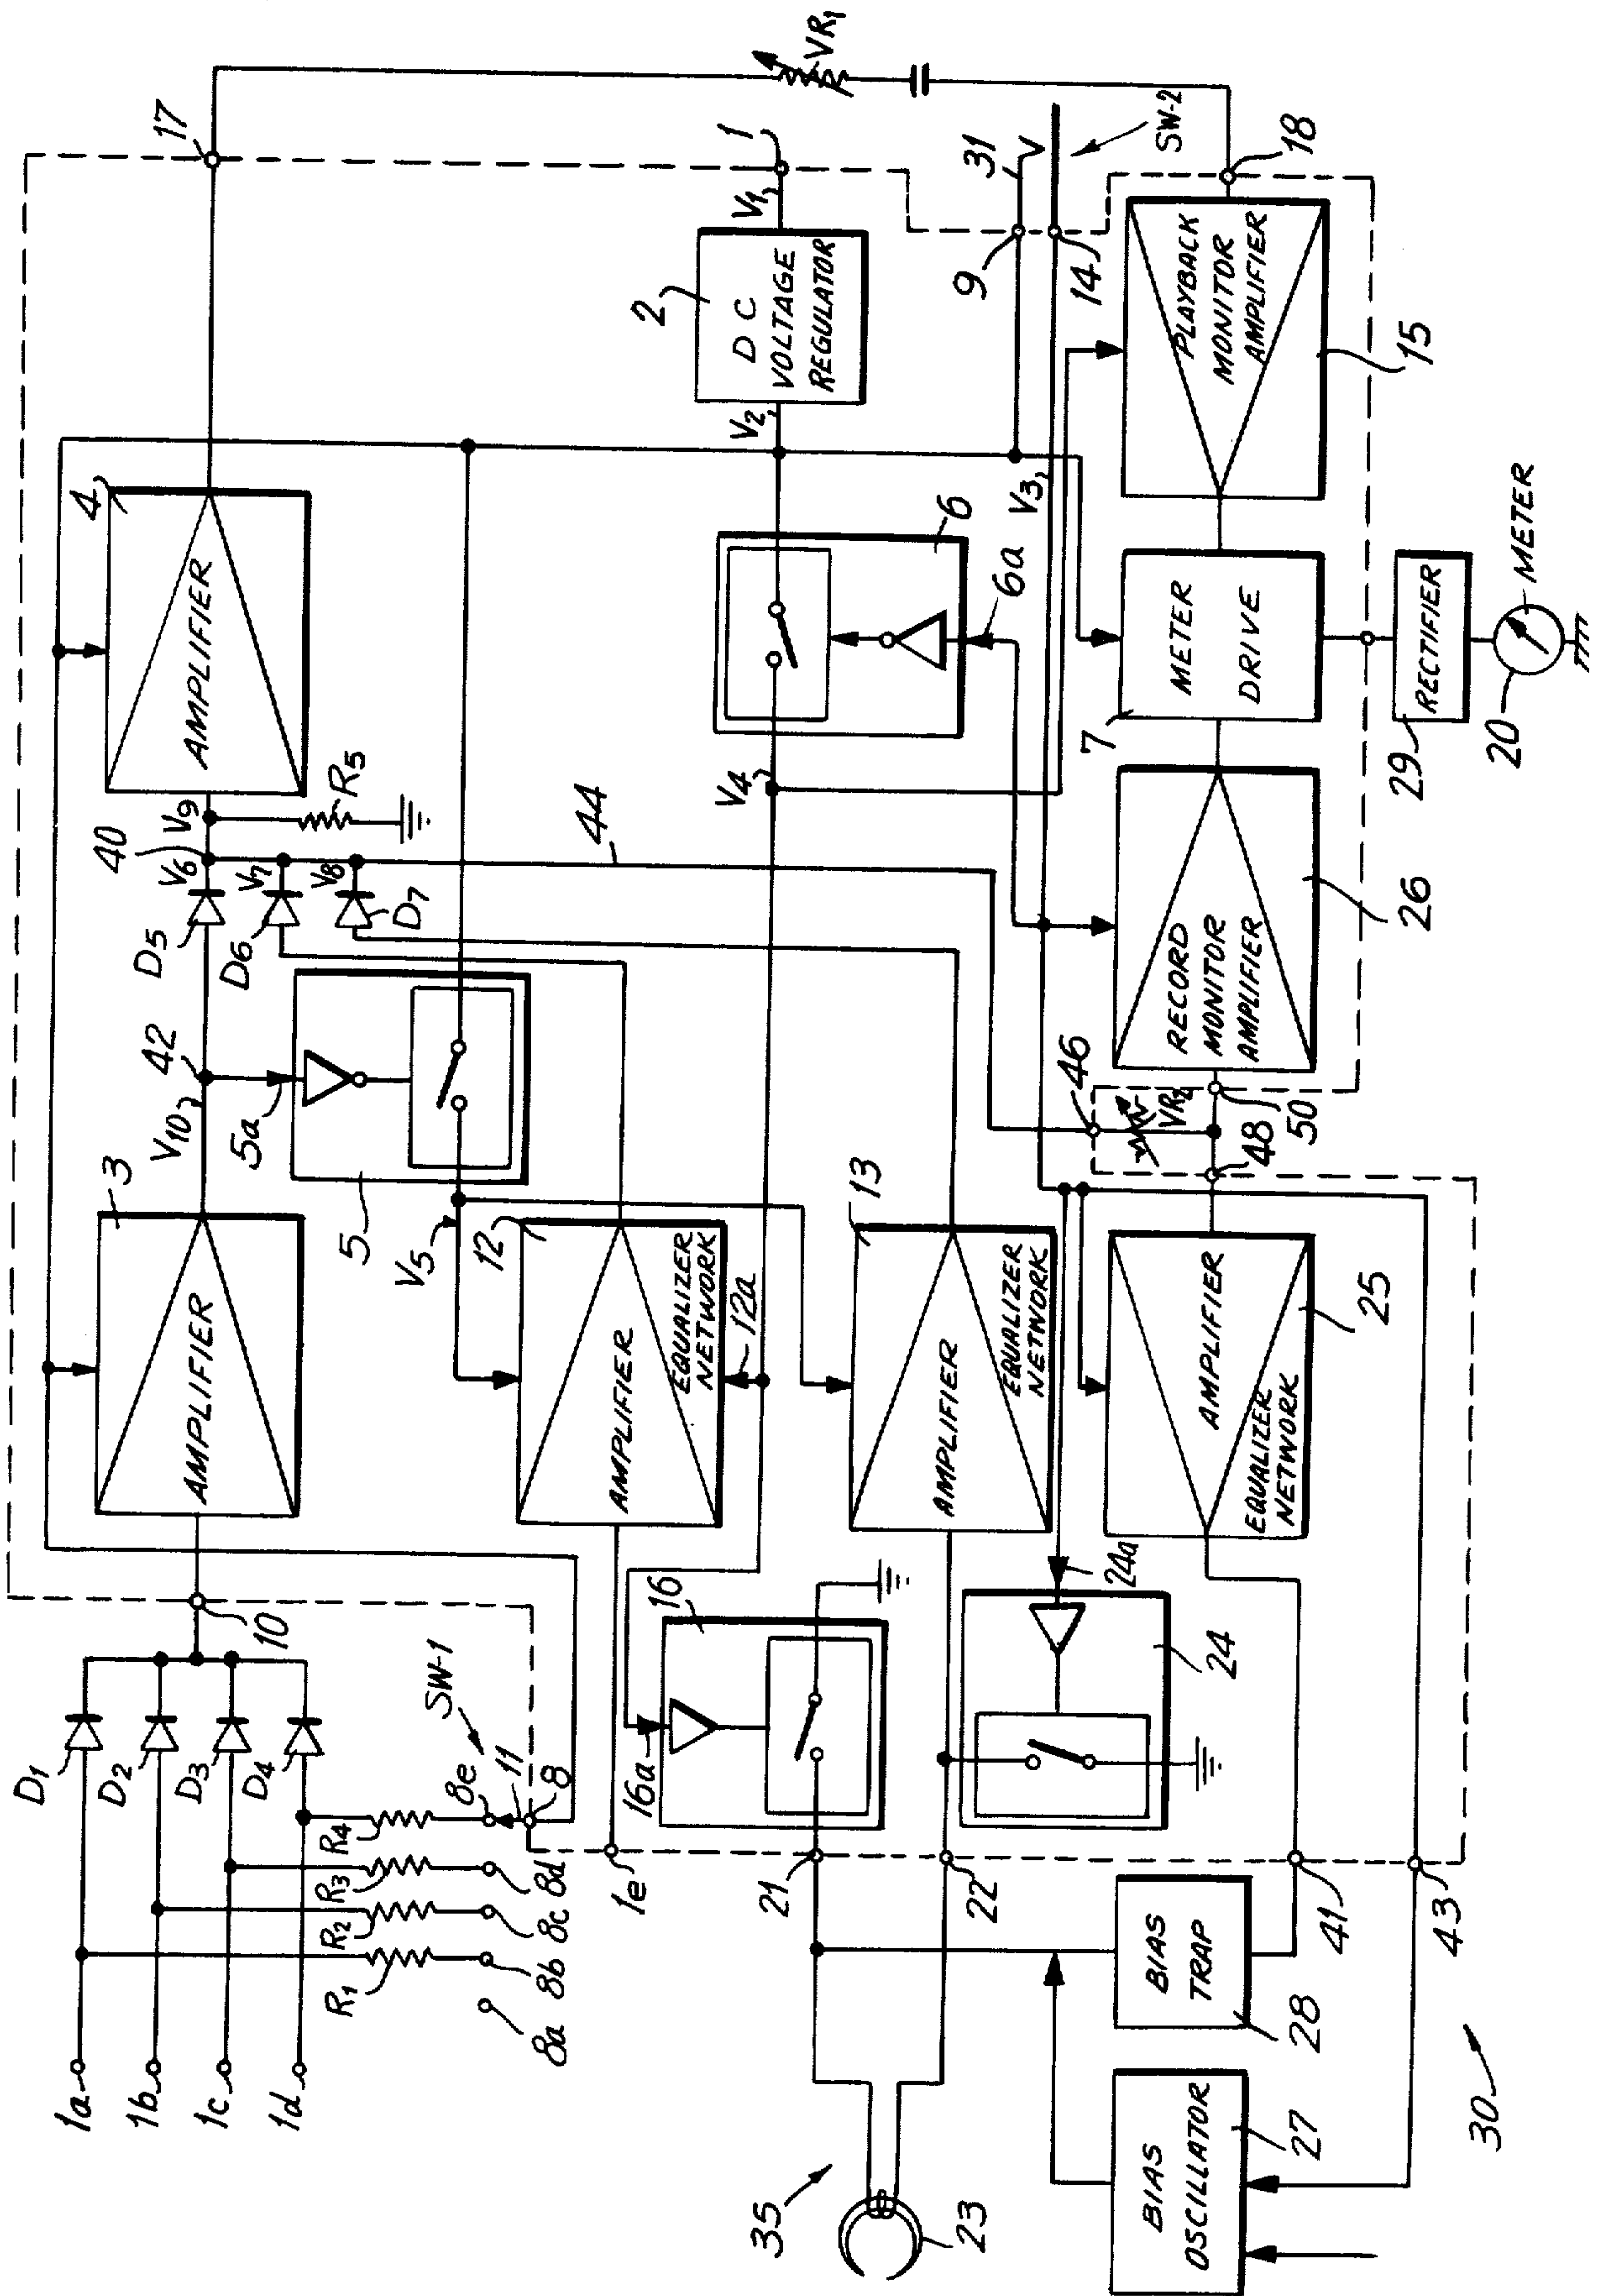 VR1
17
1
V1
2
D C
VOLTAGE
REGULATOR
V2
31
SW-2
9
14
18
PLAYBACK
MONITOR
AMPLIFIER
15
4
AMPLIFIER
V3
6
6a
METER
DRIVE
7
RECTIFIER
29
METER
20
R5
V9
40
V6
V7
V8
D5
D6
D7
44
V4
RECORD
MONITOR
AMPLIFIER
26
42
V10
5a
5
46
VR2
50
48
3
AMPLIFIER
V5
12
AMPLIFIER
EQUALIZER
NETWORK
12a
13
AMPLIFIER
EQUALIZER
NETWORK
AMPLIFIER
EQUALIZER
NETWORK
25
10
SW-1
16
16a
24a
24
D1
D2
D3
D4
R4
R3
R2
R1
8e
11
8
8d
8c
8b
8a
1e
21
22
41
43
1a
1b
1c
1d
BIAS
TRAP
28
BIAS
OSCILLATOR
27
30
35
23